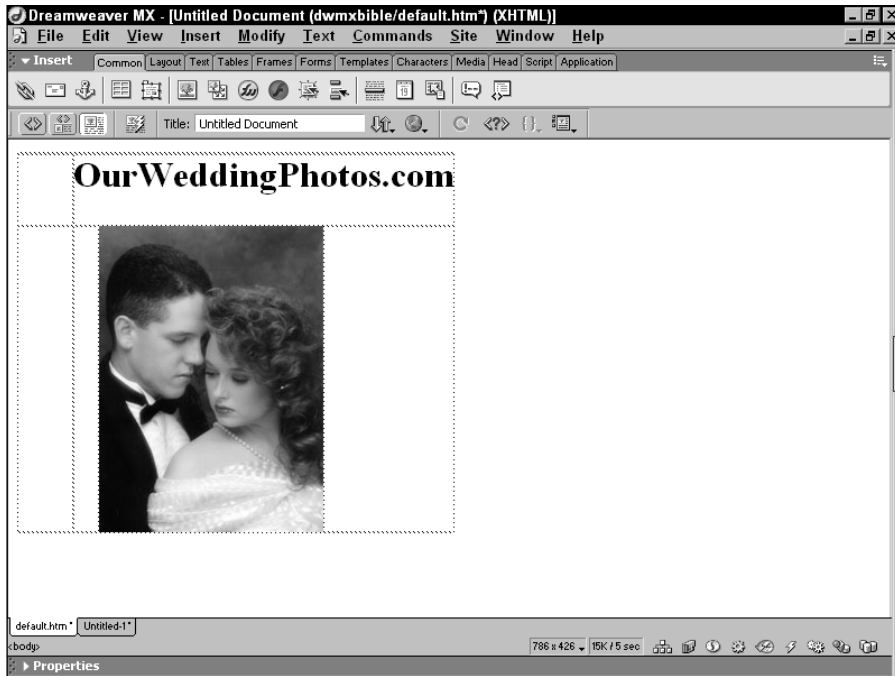 Dreamweaver MX - [Untitled Document (dwmxbible/default.htm*) (XHTML)]
File Edit View Insert Modify Text Commands Site Window Help
Insert Common Layout Text Tables Frames Forms Templates Characters Media Head Script Application
Title: Untitled Document
OurWeddingPhotos.com
default.htm* Untitled-1*
<body> 786 x 426 15K / 5 sec
Properties